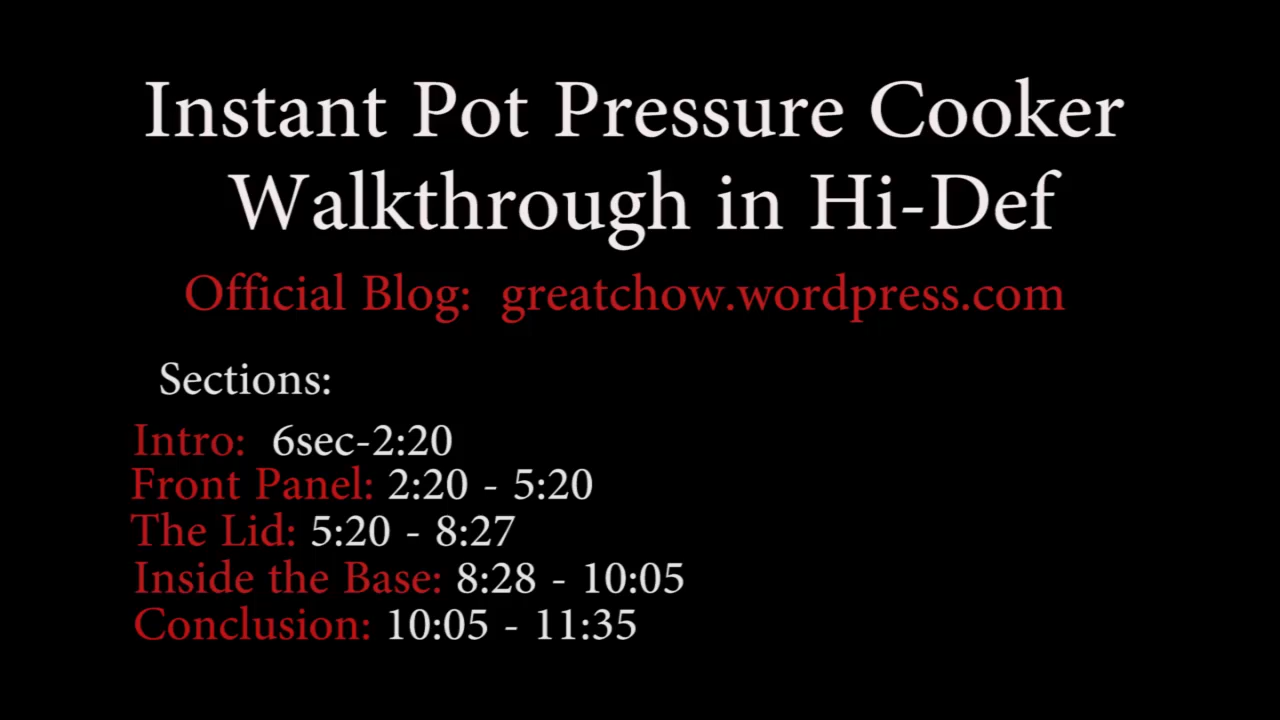 Instant Pot Pressure Cooker
Walkthrough in Hi-Def
Official Blog: greatchow.wordpress.com
Sections:
Intro: 6sec-2:20
Front Panel: 2:20 - 5:20
The Lid: 5:20 - 8:27
Inside the Base: 8:28 - 10:05
Conclusion: 10:05 - 11:35